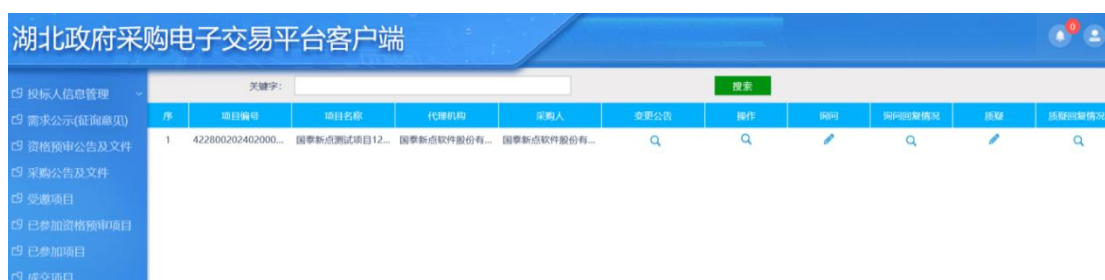 湖北政府采购电子交易平台客户端
0
投标人信息管理
需求公示(征询意见)
资格预审公告及文件
采购公告及文件
受邀项目
已参加资格预审项目
已参加项目
成交项目
关键字:
搜索
序 项目编号 项目名称 代理机构 采购人 变更公告 操作 询问 询问回复情况 质疑 质疑回复情况
1 422800202402000... 国泰新点测试项目12... 国泰新点软件股份有... 国泰新点软件股份有...